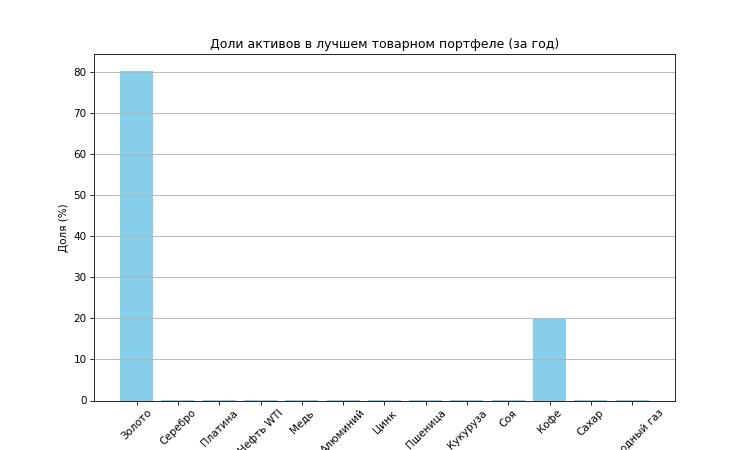 Доли активов в лучшем товарном портфеле (за год)
Доля (%)
80
70
60
50
40
30
20
10
0
Золото
Серебро
Платина
Нефть WTI
Медь
Алюминий
Цинк
Пшеница
Кукуруза
Соя
Кофе
Сахар
газ